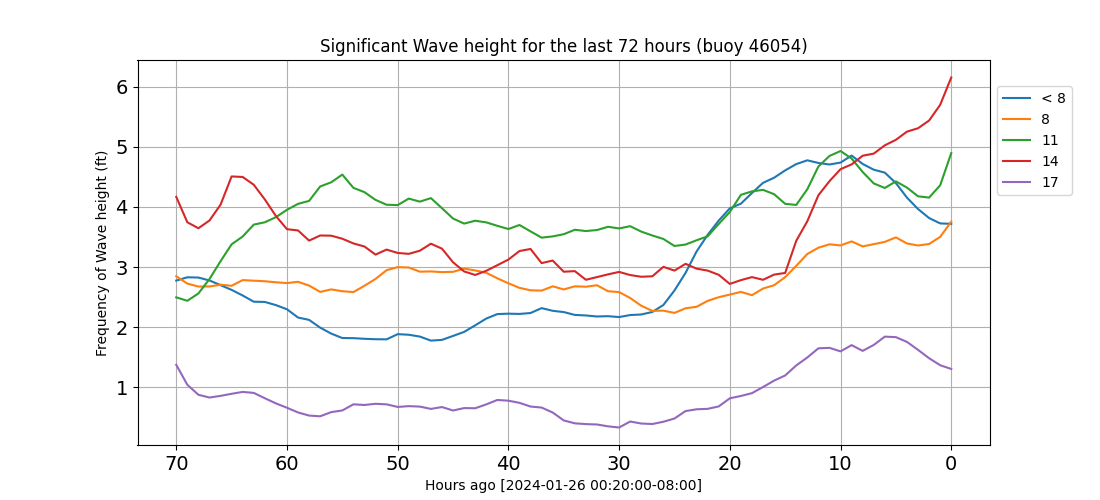 Significant Wave height for the last 72 hours (buoy 46054)
Frequency of Wave height (ft)
6
5
4
3
2
1
70 60 50 40 30 20 10 0
Hours ago [2024-01-26 00:20:00-08:00]
< 8
8
11
14
17